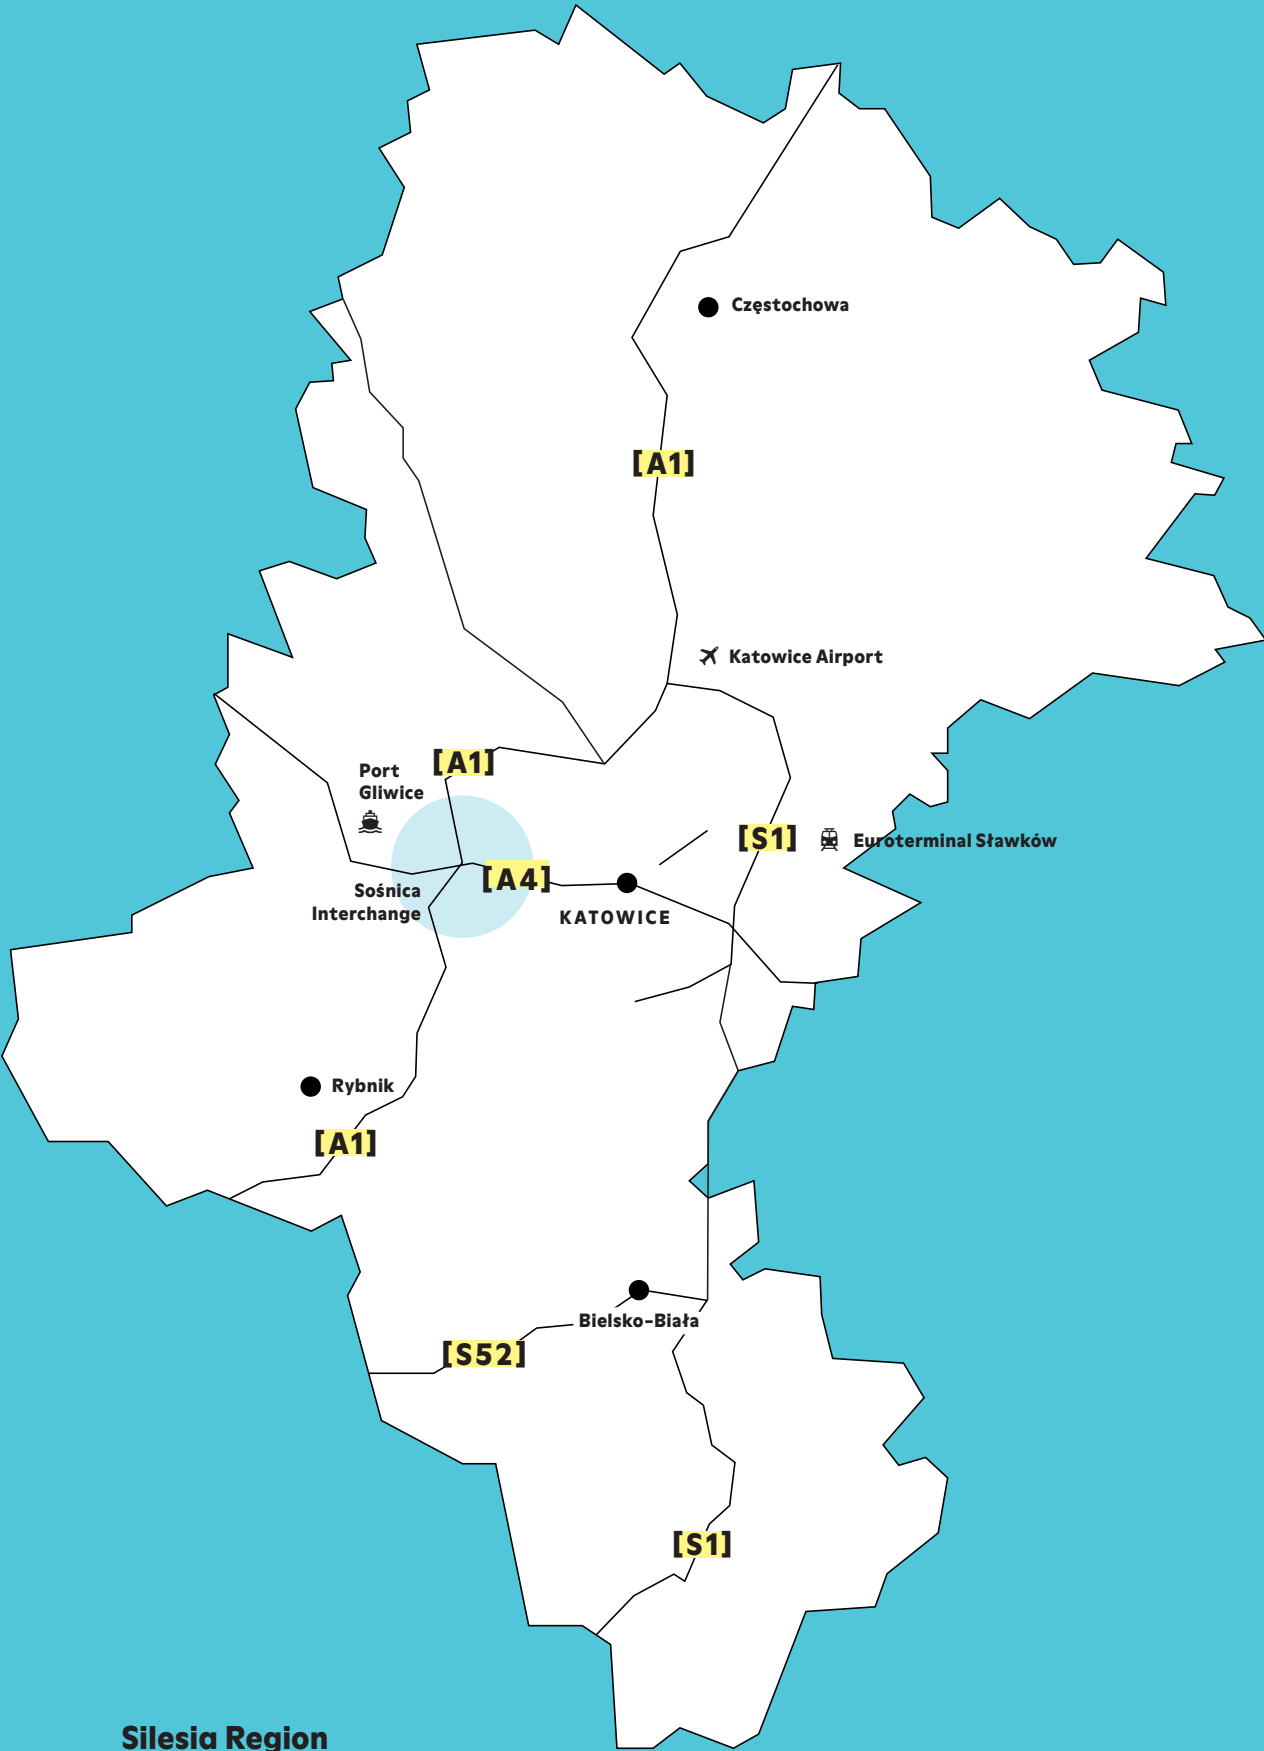 Częstochowa
[A1]
Katowice Airport
[A1]
Port
Gliwice
[S1]
Euroterminal Sławków
[A4]
Sośnica
Interchange
KATOWICE
Rybnik
[A1]
Bielsko-Biała
[S52]
[S1]
Silesia Region